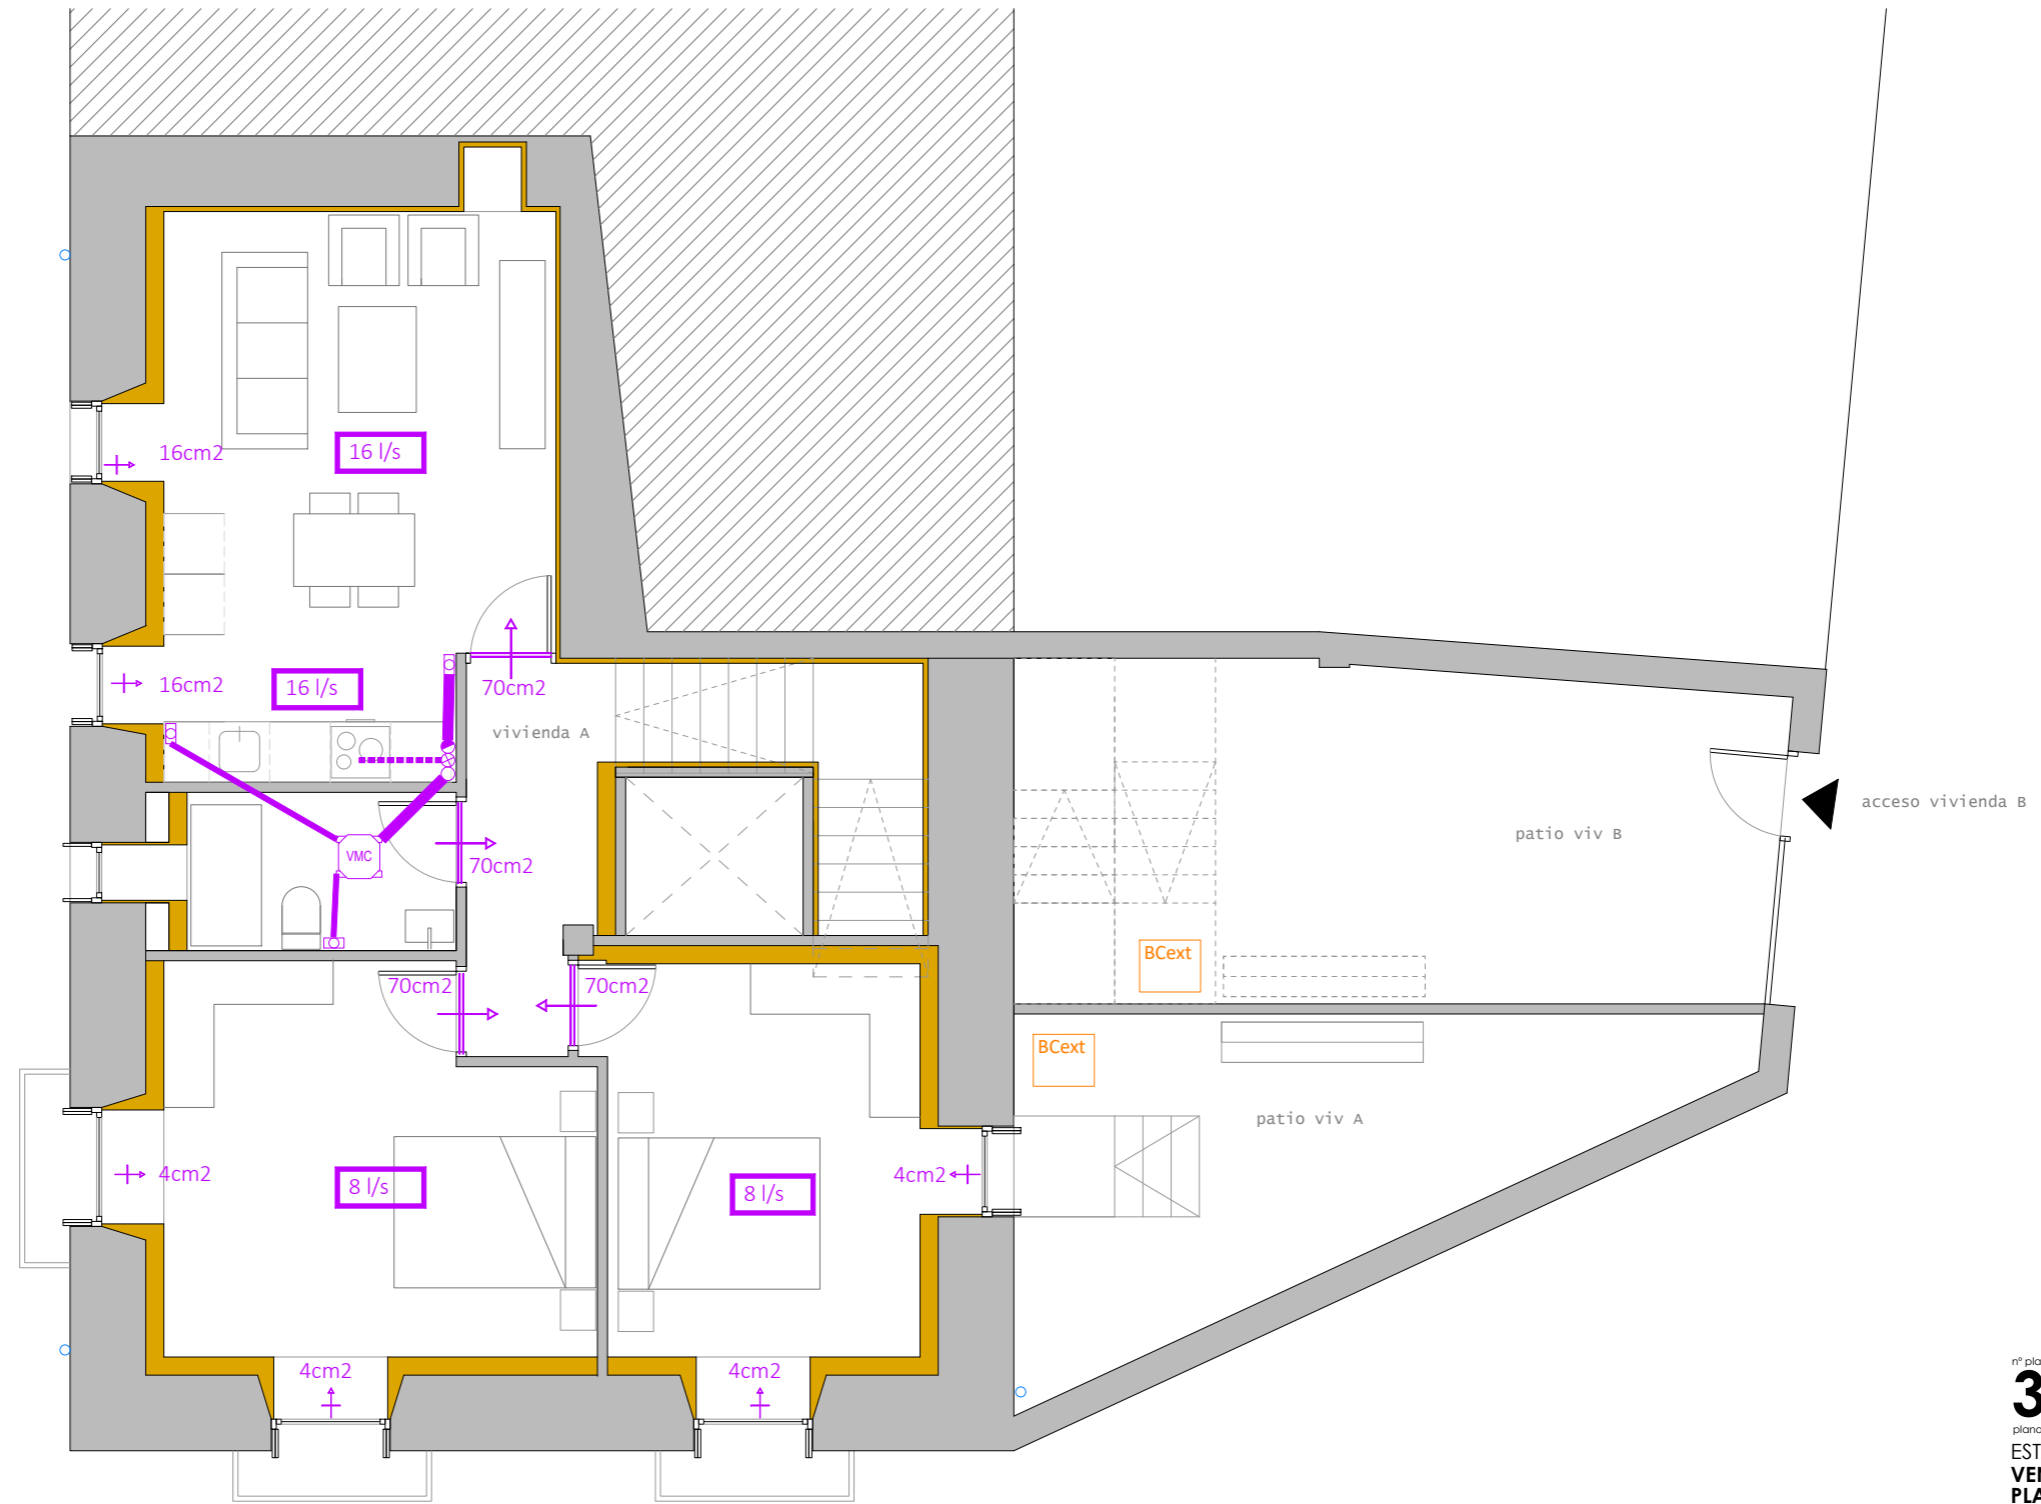 16cm2
16 l/s
16cm2
16 l/s
70cm2
vivienda A
VMC
70cm2
acceso vivienda B
patio viv B
BCext
70cm2
70cm2
BCext
patio viv A
4cm2
8 l/s
8 l/s
4cm2
4cm2
4cm2
nº
3